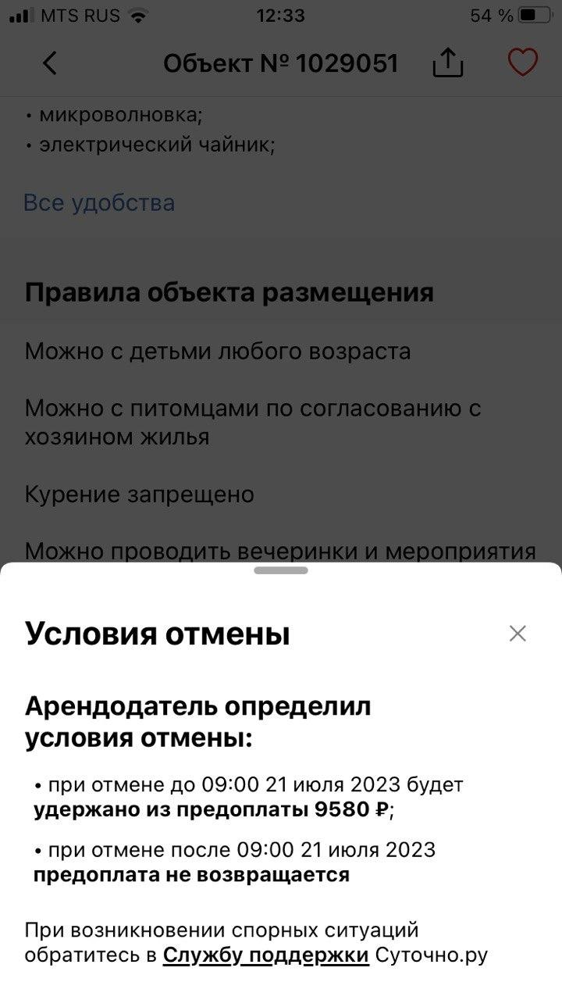 MTS RUS 12:33 54 %
Объект № 1029051
• микроволновка;
• электрический чайник;
Все удобства
Правила объекта размещения
Можно с детьми любого возраста
Можно с питомцами по согласованию с
хозяином жилья
Курение запрещено
Можно проводить вечеринки и мероприятия
Условия отмены
Арендодатель определил
условия отмены:
• при отмене до 09:00 21 июля 2023 будет
удержано из предоплаты 9580 ₽;
• при отмене после 09:00 21 июля 2023
предоплата не возвращается
При возникновении спорных ситуаций
обратитесь в Службу поддержки Суточно.ру